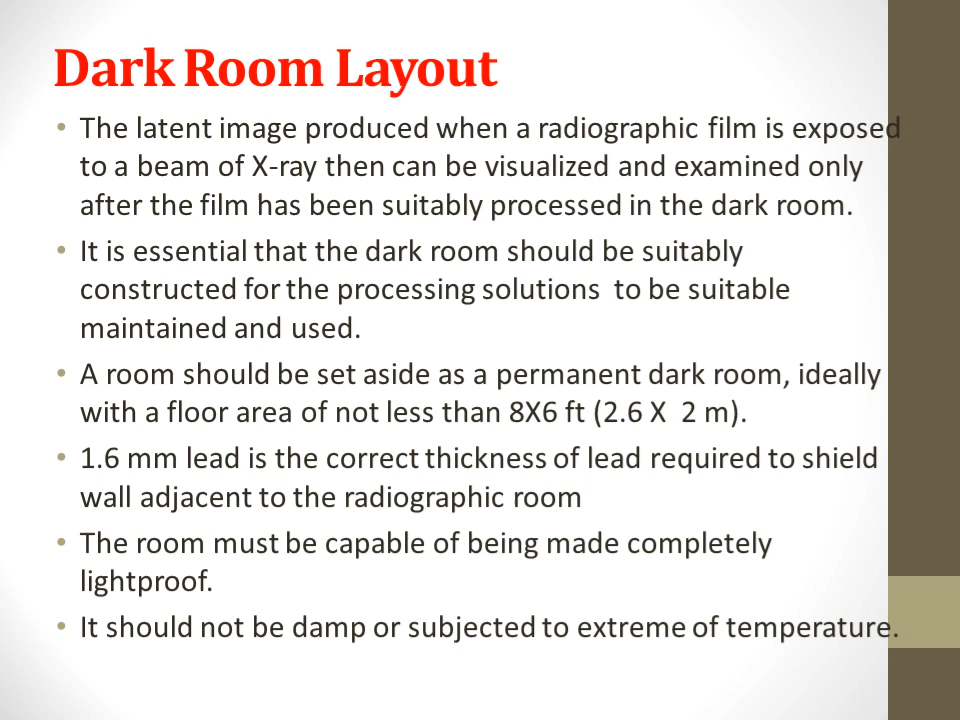 Dark Room Layout
• The latent image produced when a radiographic film is exposed
to a beam of X-ray then can be visualized and examined only
after the film has been suitably processed in the dark room.
• It is essential that the dark room should be suitably
constructed for the processing solutions  to be suitable
maintained and used.
• A room should be set aside as a permanent dark room, ideally
with a floor area of not less than 8X6 ft (2.6 X  2 m).
• 1.6 mm lead is the correct thickness of lead required to shield
wall adjacent to the radiographic room
• The room must be capable of being made completely
lightproof.
• It should not be damp or subjected to extreme of temperature.